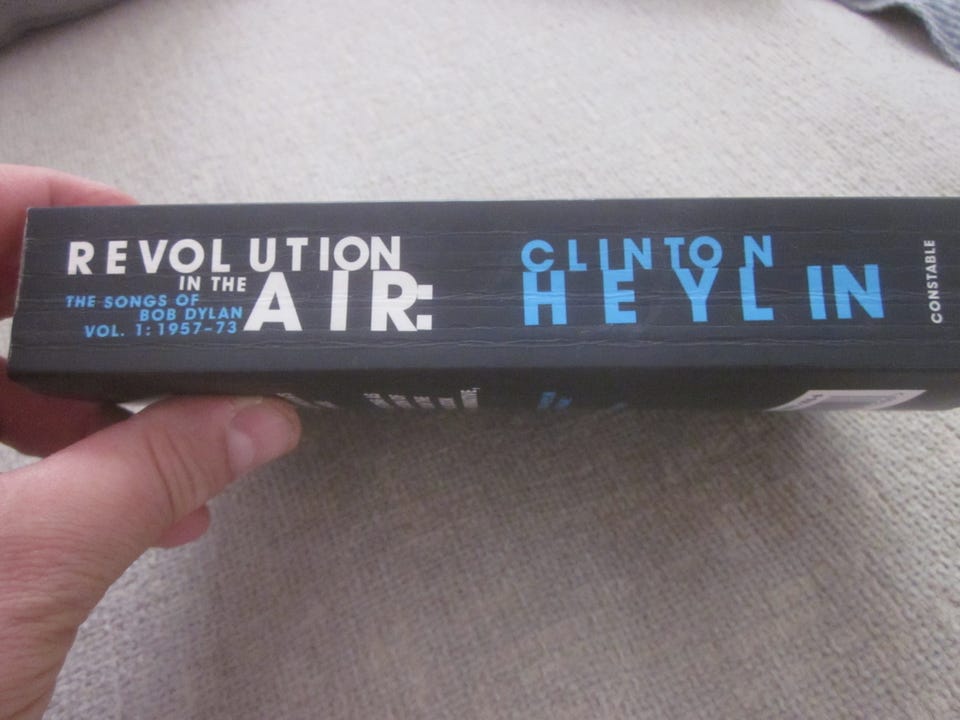 REVOLUTION
IN THE
AIR:
THE SONGS OF
BOB DYLAN
VOL. 1: 1957-73
CLINTON
HEYLIN
CONSTABLE